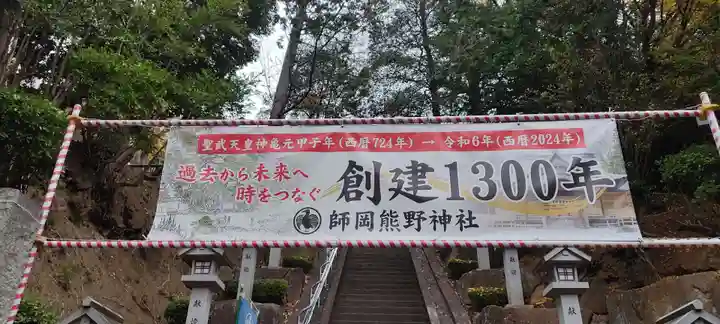 聖武天皇神亀元甲子年(西暦724年) → 令和6年(西暦2024年)
過去から未来へ
時をつなぐ
創建1300年
師岡熊野神社
献